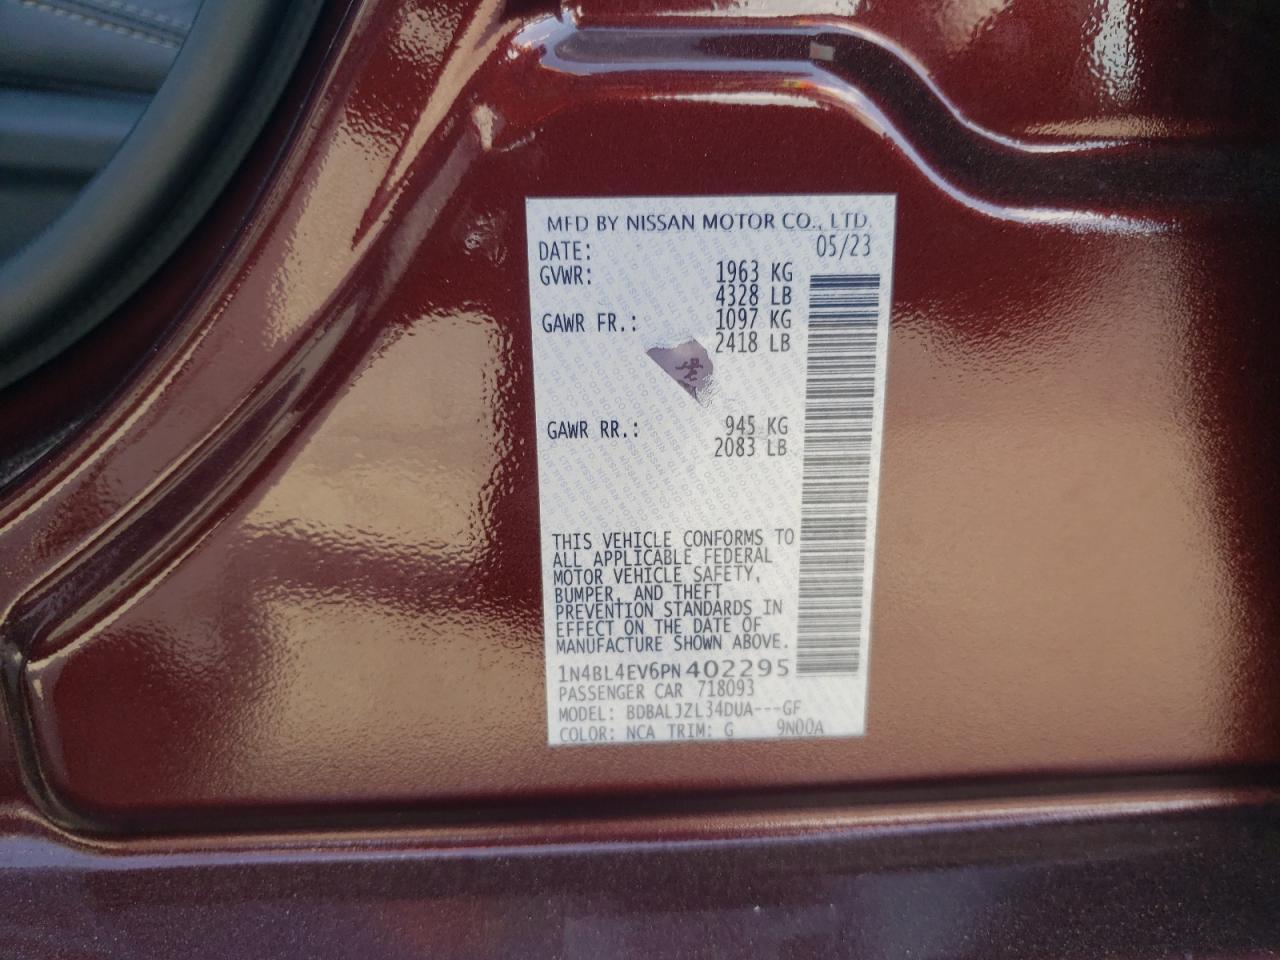 MFD BY NISSAN MOTOR CO., LTD.
DATE: 05/23
GVWR: 1963 KG
4328 LB
GAWR FR.: 1097 KG
2418 LB
GAWR RR.: 945 KG
2083 LB
THIS VEHICLE CONFORMS TO
ALL APPLICABLE FEDERAL
MOTOR VEHICLE SAFETY,
BUMPER, AND THEFT
PREVENTION STANDARDS IN
EFFECT ON THE DATE OF
MANUFACTURE SHOWN ABOVE.
1N4BL4EV6PN402295
PASSENGER CAR 718093
MODEL: BDBALJZL34DUA---GF
COLOR: NCA TRIM: G 9N00A